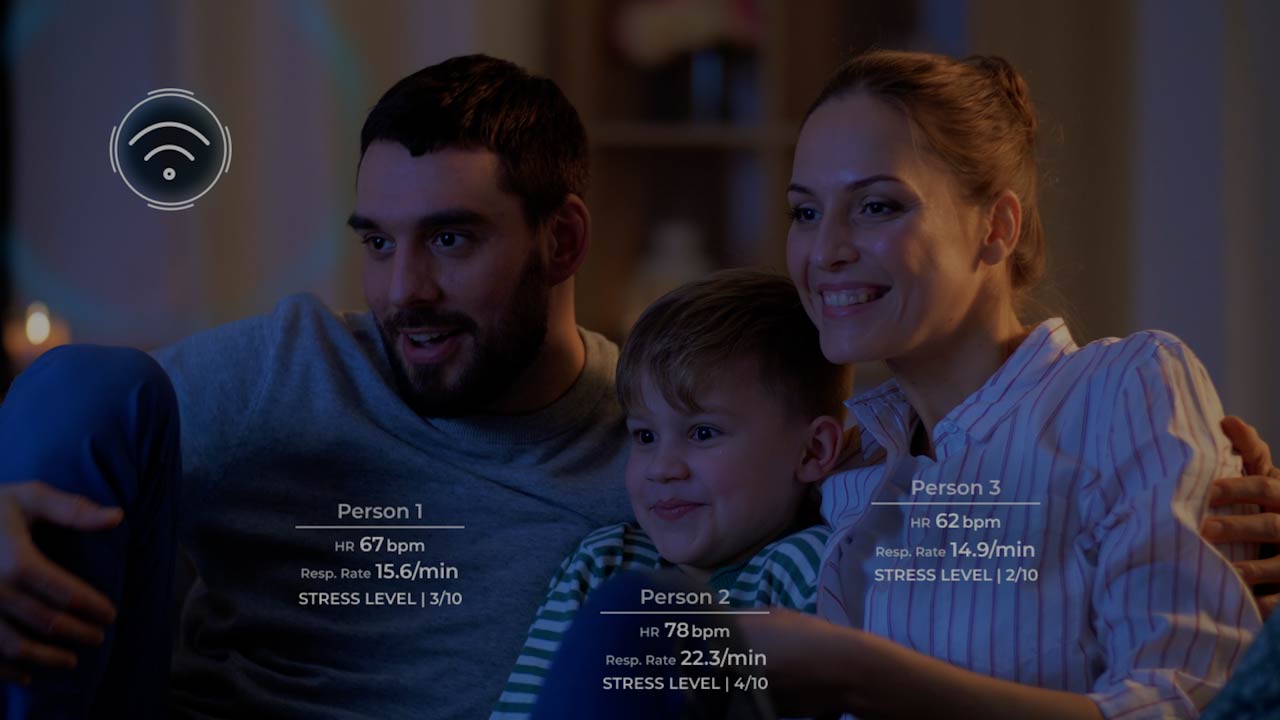 Person 1
HR 67 bpm
Resp. Rate 15.6/min
STRESS LEVEL | 3/10
Person 2
HR 78 bpm
Resp. Rate 22.3/min
STRESS LEVEL | 4/10
Person 3
HR 62 bpm
Resp. Rate 14.9/min
STRESS LEVEL | 2/10